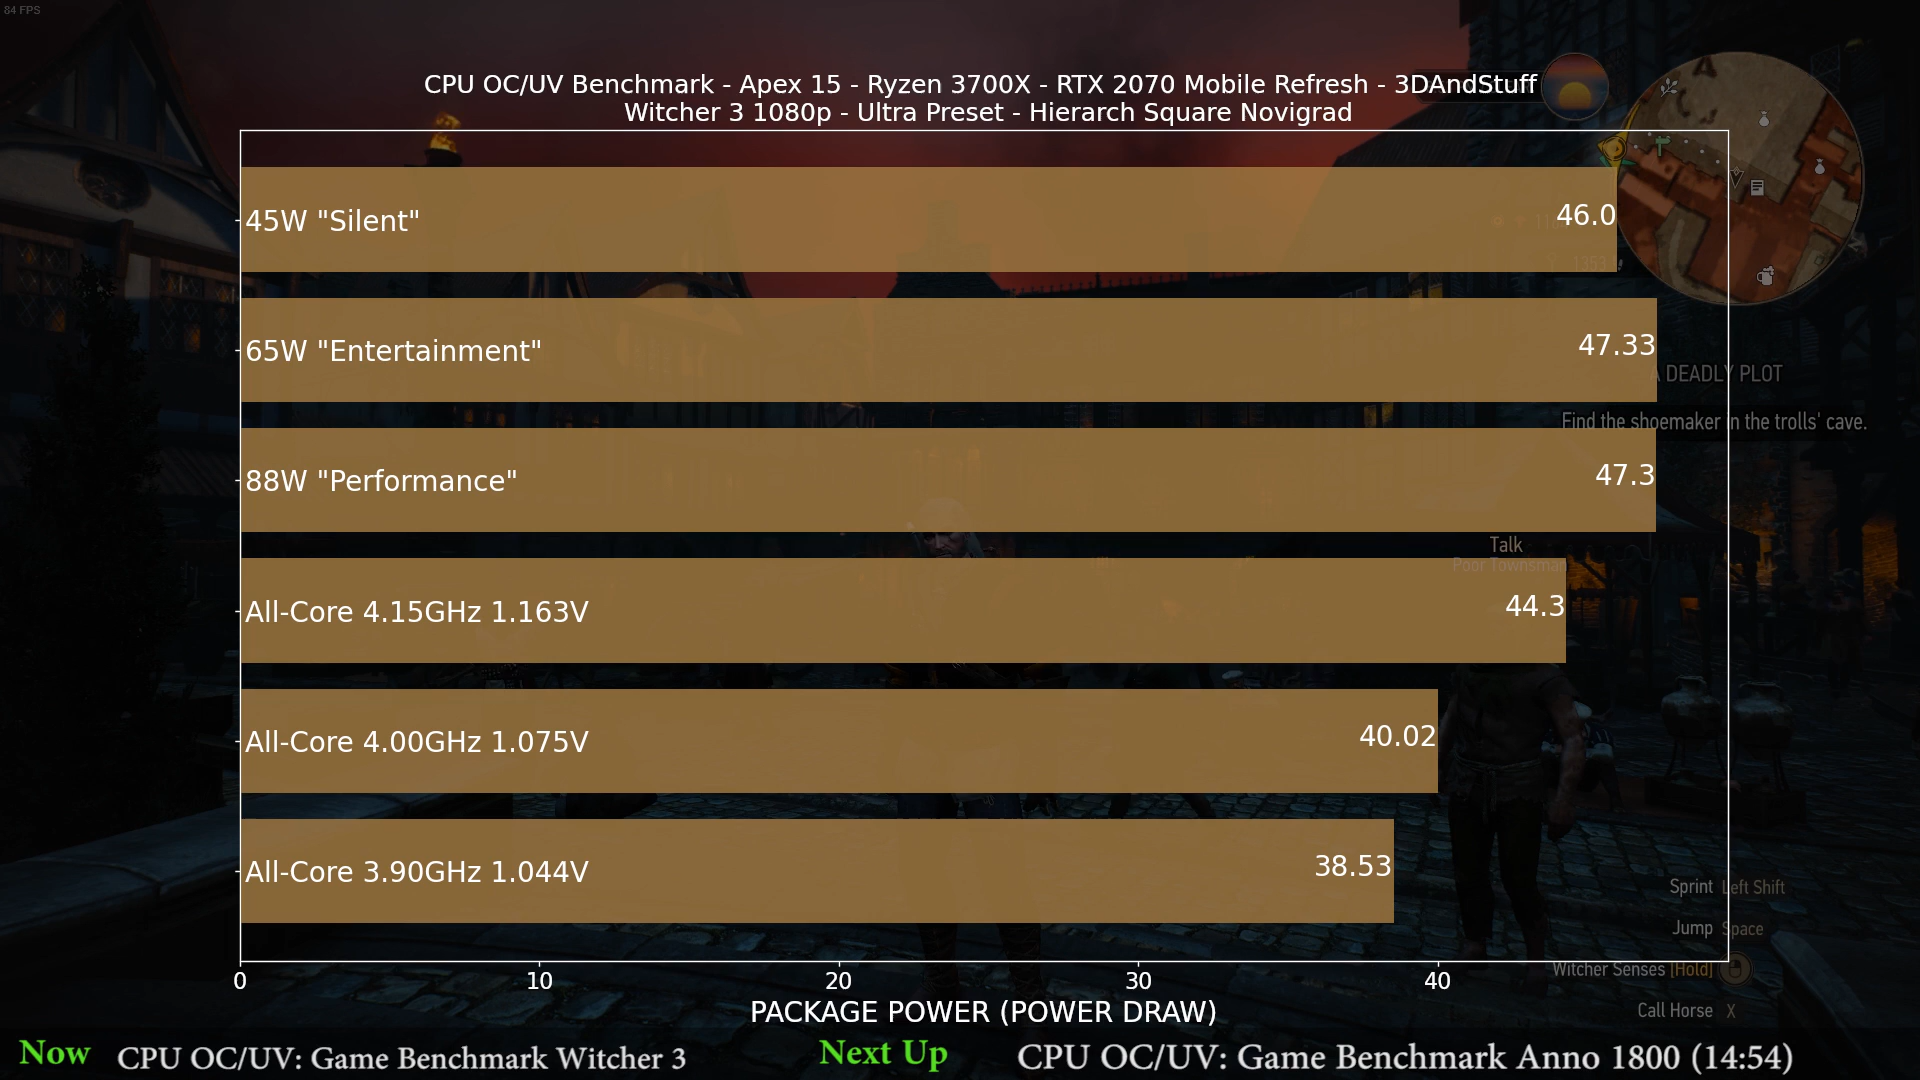 84 FPS
CPU OC/UV Benchmark - Apex 15 - Ryzen 3700X - RTX 2070 Mobile Refresh - 3DAndStuff
Witcher 3 1080p - Ultra Preset - Hierarch Square Novigrad
45W "Silent"
46.0
1353
65W "Entertainment"
47.33
A DEADLY PLOT
Find the shoemaker in the trolls' cave.
88W "Performance"
47.3
Talk
Poor Townsman
All-Core 4.15GHz 1.163V
44.3
All-Core 4.00GHz 1.075V
40.02
All-Core 3.90GHz 1.044V
38.53
Sprint Left Shift
Jump Space
Witcher Senses [Hold]
Call Horse X
0 10 20 30 40
PACKAGE POWER (POWER DRAW)
Now CPU OC/UV: Game Benchmark Witcher 3
Next Up CPU OC/UV: Game Benchmark Anno 1800 (14:54)